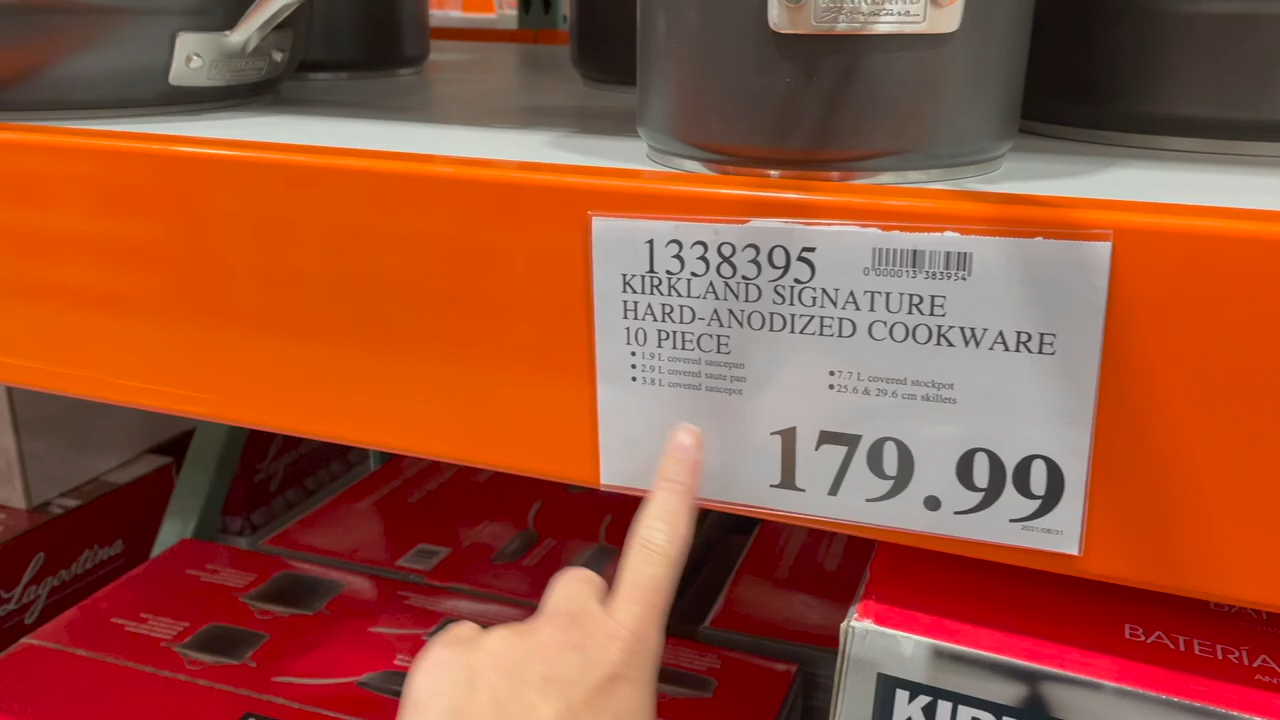 KIRKLAND
Signature
1338395
0 000013 383954
KIRKLAND SIGNATURE
HARD-ANODIZED COOKWARE
10 PIECE
• 1.9 L covered saucepan
• 2.9 L covered saute pan
• 3.8 L covered saucepot
• 7.7 L covered stockpot
• 25.6 & 29.6 cm skillets
179.99
2021/08/31
Lagostina
BATERÍA